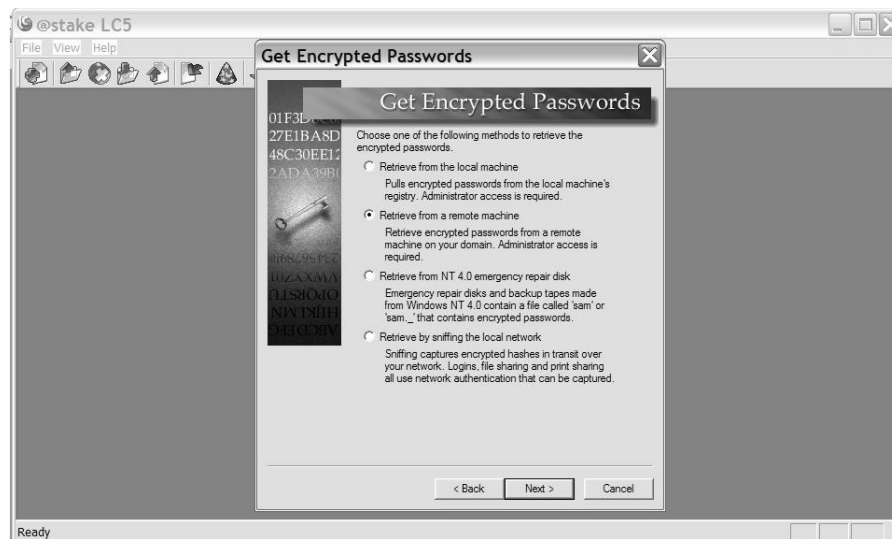 @stake LC5
File View Help
Get Encrypted Passwords
Get Encrypted Passwords
27E1BA8D
48C30EE12
2ADA39B0
Choose one of the following methods to retrieve the
encrypted passwords.
Retrieve from the local machine
Pulls encrypted passwords from the local machine's
registry. Administrator access is required.
Retrieve from a remote machine
Retrieve encrypted passwords from a remote
machine on your domain. Administrator access is
required.
Retrieve from NT 4.0 emergency repair disk
Emergency repair disks and backup tapes made
from Windows NT 4.0 contain a file called 'sam' or
'sam._' that contains encrypted passwords.
Retrieve by sniffing the local network
Sniffing captures encrypted hashes in transit over
your network. Logins, file sharing and print sharing
all use network authentication that can be captured.
< Back Next > Cancel
Ready